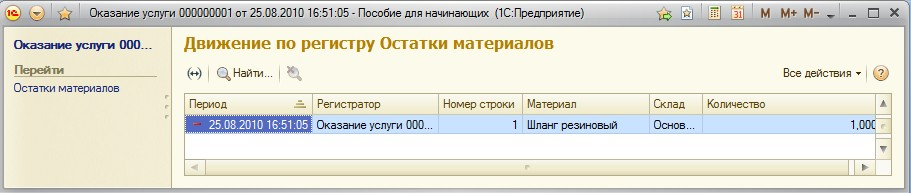 Оказание услуги 000000001 от 25.08.2010 16:51:05 - Пособие для начинающих (1С:Предприятие)
M M+ M-
Оказание услуги 000...
Перейти
Остатки материалов
Движение по регистру Остатки материалов
Найти... Все действия
Период Регистратор Номер строки Материал Склад Количество
25.08.2010 16:51:05 Оказание услуги 000... 1 Шланг резиновый Основ... 1,000